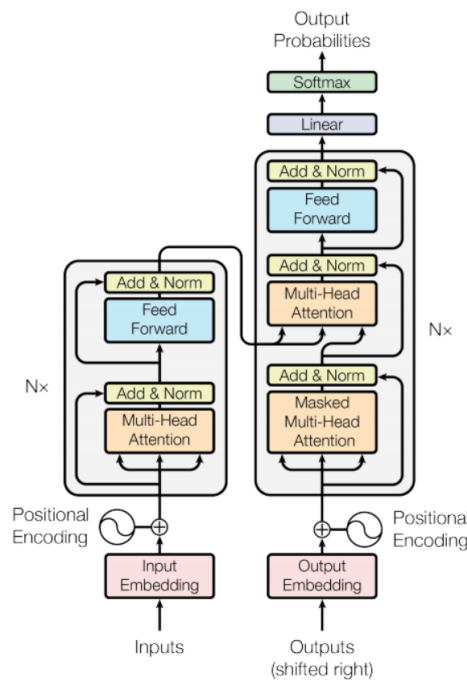 Output
Probabilities
Softmax
Linear
Add & Norm
Feed
Forward
Add & Norm
Multi-Head
Attention
Add & Norm
Masked
Multi-Head
Attention
N×
Add & Norm
Feed
Forward
Add & Norm
Multi-Head
Attention
N×
Positional
Encoding
Positional
Encoding
Input
Embedding
Output
Embedding
Inputs
Outputs
(shifted right)